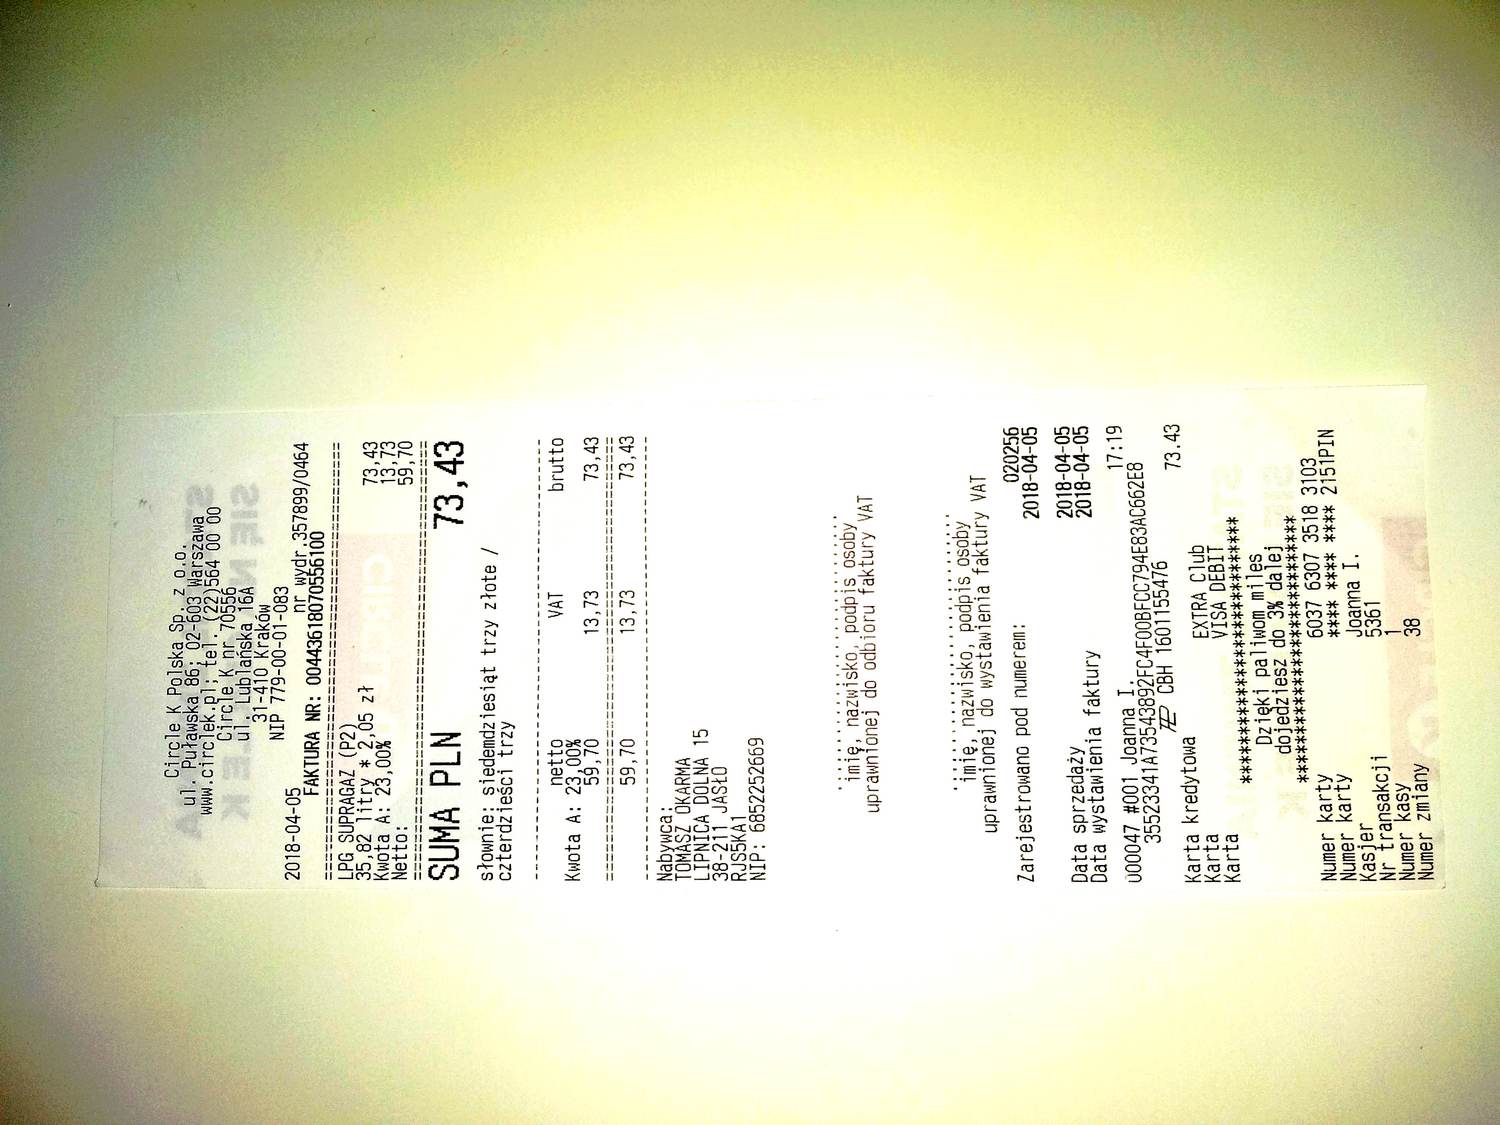 Circle K Polska Sp. z o.o.
ul. Puławska 86; 02-603 Warszawa
www.circlek.pl; tel. (22)564 00 00
Circle K nr 70556
ul. Lublańska 16A
31-410 Kraków
NIP 779-00-01-083
2018-04-05 nr wydr.357899/0464
FAKTURA NR: 00443618070556100
==============================================
LPG SUPRAGAZ (P2)
35,82 litry * 2,05 zł 73,43
Kwota A: 23,00% 13,73
Netto: 59,70
==============================================
SUMA PLN 73,43
słownie: siedemdziesiąt trzy złote /
czterdzieści trzy
----------------------------------------------
netto VAT brutto
Kwota A: 23,00%
59,70 13,73 73,43
==============================================
59,70 13,73 73,43
----------------------------------------------
Nabywca:
TOMASZ OKARMA
LIPNICA DOLNA 15
38-211 JASŁO
RJS5KA1
NIP: 6852252669
.............................
imię, nazwisko, podpis osoby
uprawnionej do odbioru faktury VAT
.............................
imię, nazwisko, podpis osoby
uprawnionej do wystawienia faktury VAT
Zarejestrowano pod numerem: 020256
2018-04-05
Data sprzedaży 2018-04-05
Data wystawienia faktury 2018-04-05
000047 #001 Joanna I. 17:19
35523341A73543892FC4F00BFCC794E83AC662E8
CBH 1601155476
Karta kredytowa 73.43
Karta EXTRA Club
Karta VISA DEBIT
****************************
Dzięki paliwom miles
dojedziesz do 3% dalej
****************************
Numer karty 6037 6307 3518 3103
Numer karty **** **** **** 2151PIN
Kasjer Joanna I.
Nr transakcji 5361
Numer kasy 1
Numer zmiany 38